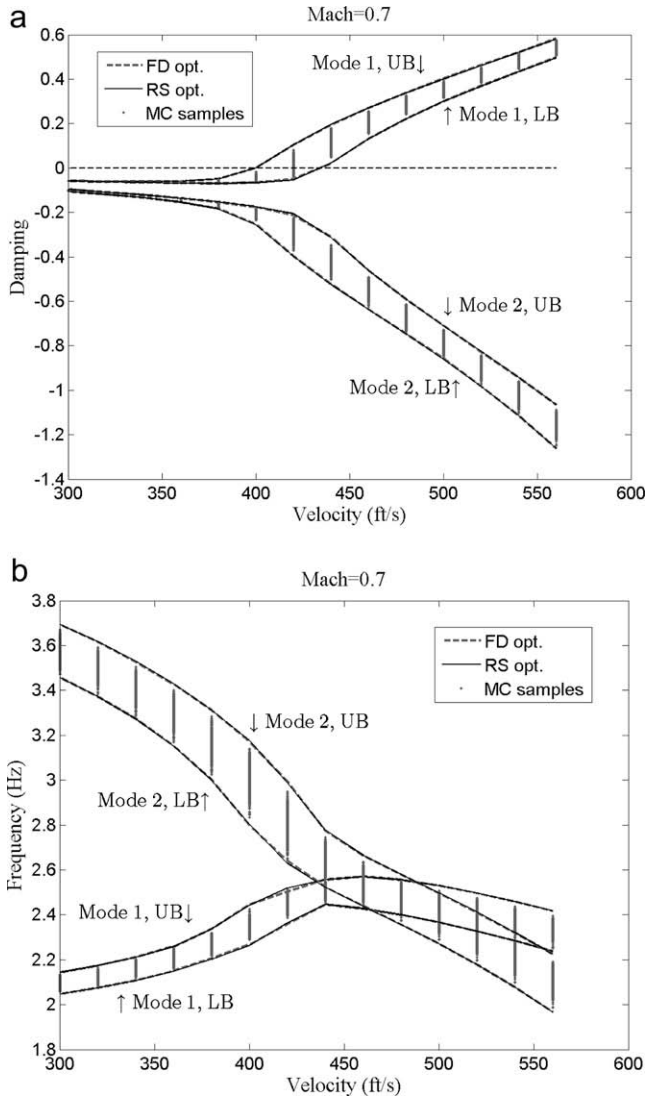 a
Mach=0.7
FD opt.
RS opt.
MC samples
Mode 1, UB↓
↑ Mode 1, LB
↓ Mode 2, UB
Mode 2, LB↑
Damping
0.6
0.4
0.2
0
-0.2
-0.4
-0.6
-0.8
-1
-1.2
-1.4
300 350 400 450 500 550 600
Velocity (ft/s)
b
Mach=0.7
FD opt.
RS opt.
MC samples
↓ Mode 2, UB
Mode 2, LB↑
Mode 1, UB↓
↑ Mode 1, LB
Frequency (Hz)
3.8
3.6
3.4
3.2
3
2.8
2.6
2.4
2.2
2
1.8
300 350 400 450 500 550 600
Velocity (ft/s)